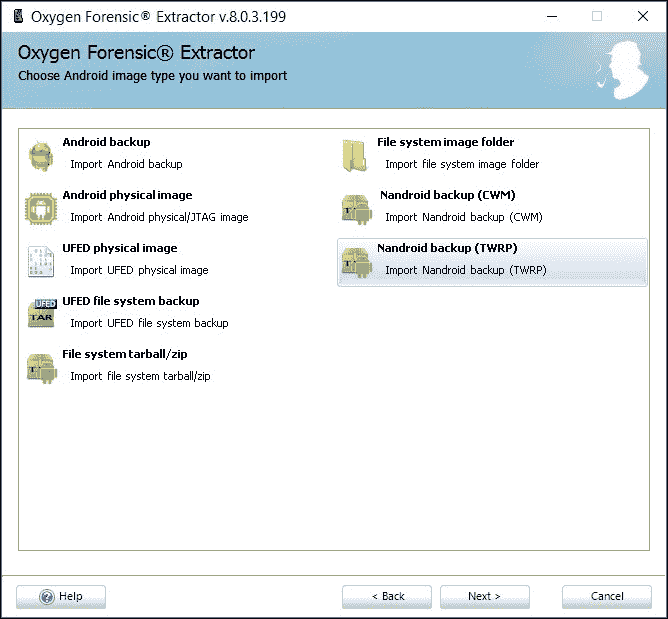 Oxygen Forensic® Extractor v.8.0.3.199
Oxygen Forensic® Extractor
Choose Android image type you want to import
Android backup
Import Android backup
Android physical image
Import Android physical/JTAG image
UFED physical image
Import UFED physical image
UFED
TAR
UFED file system backup
Import UFED file system backup
File system tarball/zip
Import file system tarball/zip
File system image folder
Import file system image folder
Nandroid backup (CWM)
Import Nandroid backup (CWM)
Nandroid backup (TWRP)
Import Nandroid backup (TWRP)
Help
< Back
Next >
Cancel